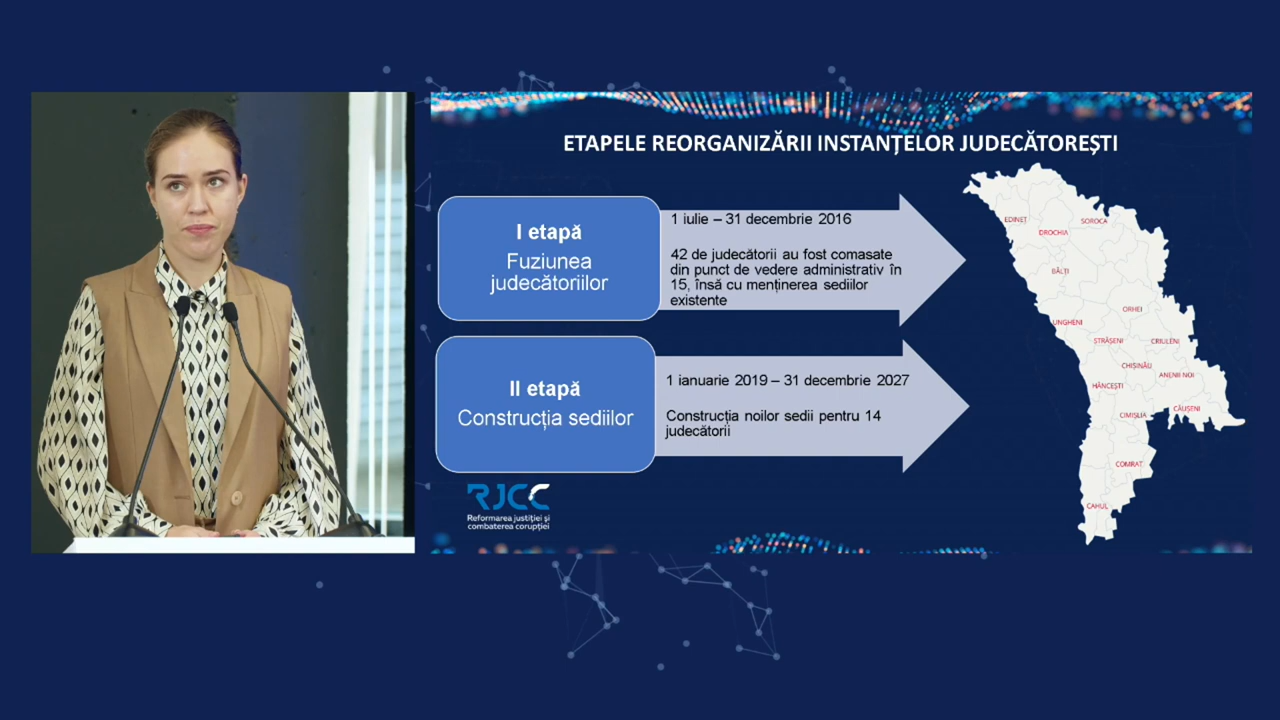 ETAPELE REORGANIZĂRII INSTANȚELOR JUDECĂTOREȘTI
I etapă
Fuziunea
judecătoriilor
1 iulie – 31 decembrie 2016
42 de judecătorii au fost comasate
din punct de vedere administrativ în
15, însă cu menținerea sediilor
existente
II etapă
Construcția sediilor
1 ianuarie 2019 – 31 decembrie 2027
Construcția noilor sedii pentru 14
judecătorii
EDINEȚ
SOROCA
DROCHIA
BĂLȚI
ORHEI
UNGHENI
STRĂȘENI
CRIULENI
CHIȘINĂU
ANENII NOI
HÂNCEȘTI
CĂUȘENI
CIMIȘLIA
COMRAT
CAHUL
RJCC
Reformarea justiției și
combaterea corupției